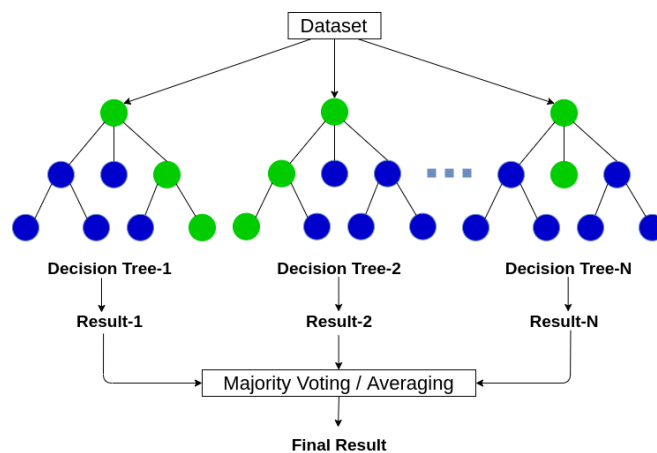 Dataset
Decision Tree-1
Decision Tree-2
Decision Tree-N
Result-1
Result-2
Result-N
Majority Voting / Averaging
Final Result